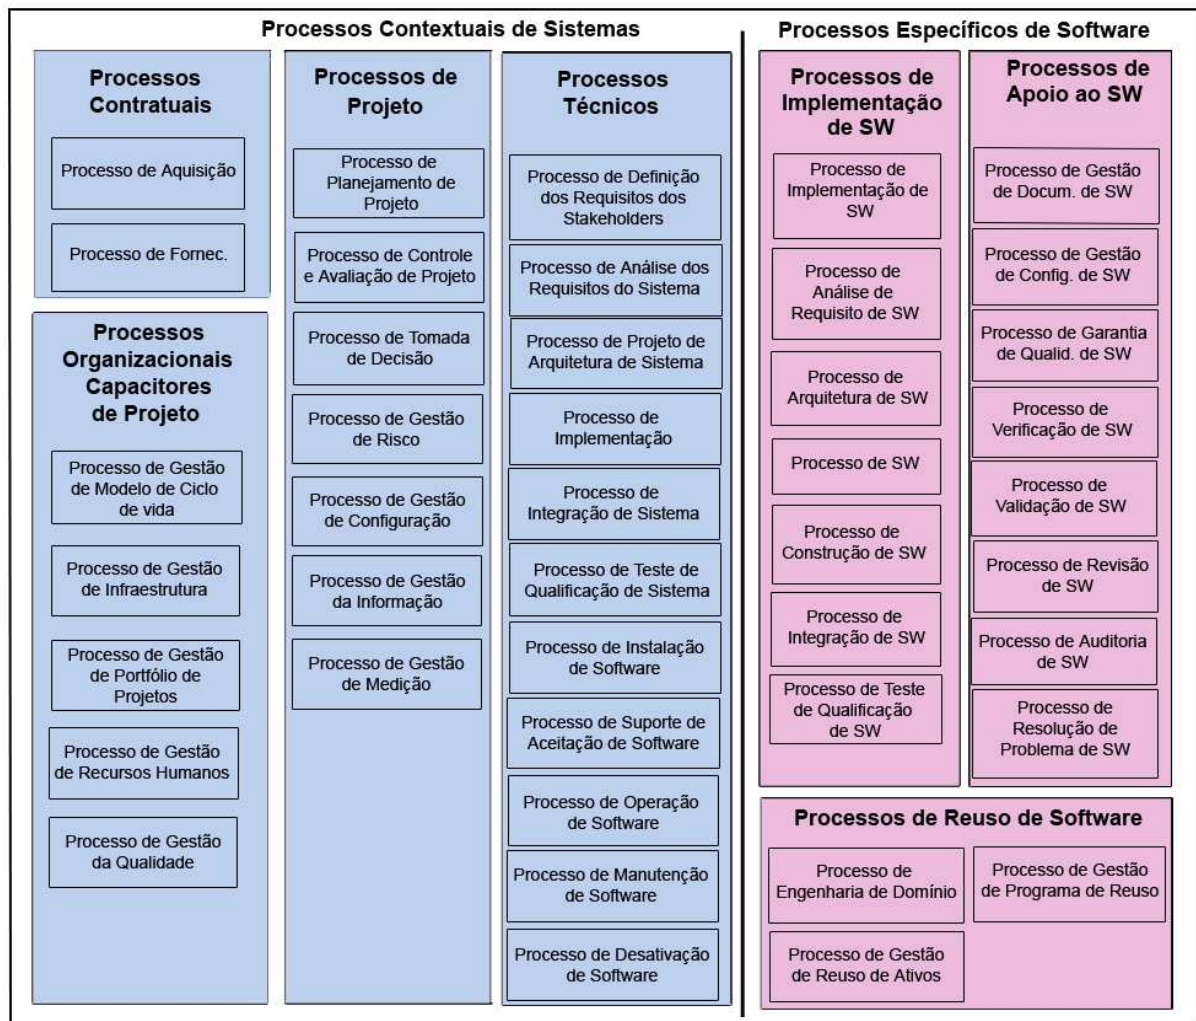 Processos Contextuais de Sistemas
Processos
Contratuais
Processo de Aquisição
Processo de Fornec.
Processos
Organizacionais
Capacitores
de Projeto
Processo de Gestão
de Modelo de Ciclo
de vida
Processo de Gestão
de Infraestrutura
Processo de Gestão
de Portfólio de
Projetos
Processo de Gestão
de Recursos Humanos
Processo de Gestão
da Qualidade
Processos de
Projeto
Processo de
Planejamento de
Projeto
Processo de Controle
e Avaliação de Projeto
Processo de Tomada
de Decisão
Processo de Gestão
de Risco
Processo de Gestão
de Configuração
Processo de Gestão
da Informação
Processo de Gestão
de Medição
Processos
Técnicos
Processo de Definição
dos Requisitos dos
Stakeholders
Processo de Análise dos
Requisitos do Sistema
Processo de Projeto de
Arquitetura de Sistema
Processo de
Implementação
Processo de
Integração de Sistema
Processo de Teste de
Qualificação de Sistema
Processo de Instalação
de Software
Processo de Suporte de
Aceitação de Software
Processo de Operação
de Software
Processo de Manutenção
de Software
Processo de Desativação
de Software
Processos Específicos de Software
Processos de
Implementação
de SW
Processo de
Implementação de
SW
Processo de
Análise de
Requisito de SW
Processo de
Arquitetura de SW
Processo de SW
Processo de
Construção de SW
Processo de
Integração de SW
Processo de Teste
de Qualificação
de SW
Processos de
Apoio ao SW
Processo de Gestão
de Docum. de SW
Processo de Gestão
de Config. de SW
Processo de Garantia
de Qualid. de SW
Processo de
Verificação de SW
Processo de
Validação de SW
Processo de Revisão
de SW
Processo de Auditoria
de SW
Processo de
Resolução de
Problema de SW
Processos de Reuso de Software
Processo de
Engenharia de Domínio
Processo de Gestão
de Programa de Reuso
Processo de Gestão
de Reuso de Ativos